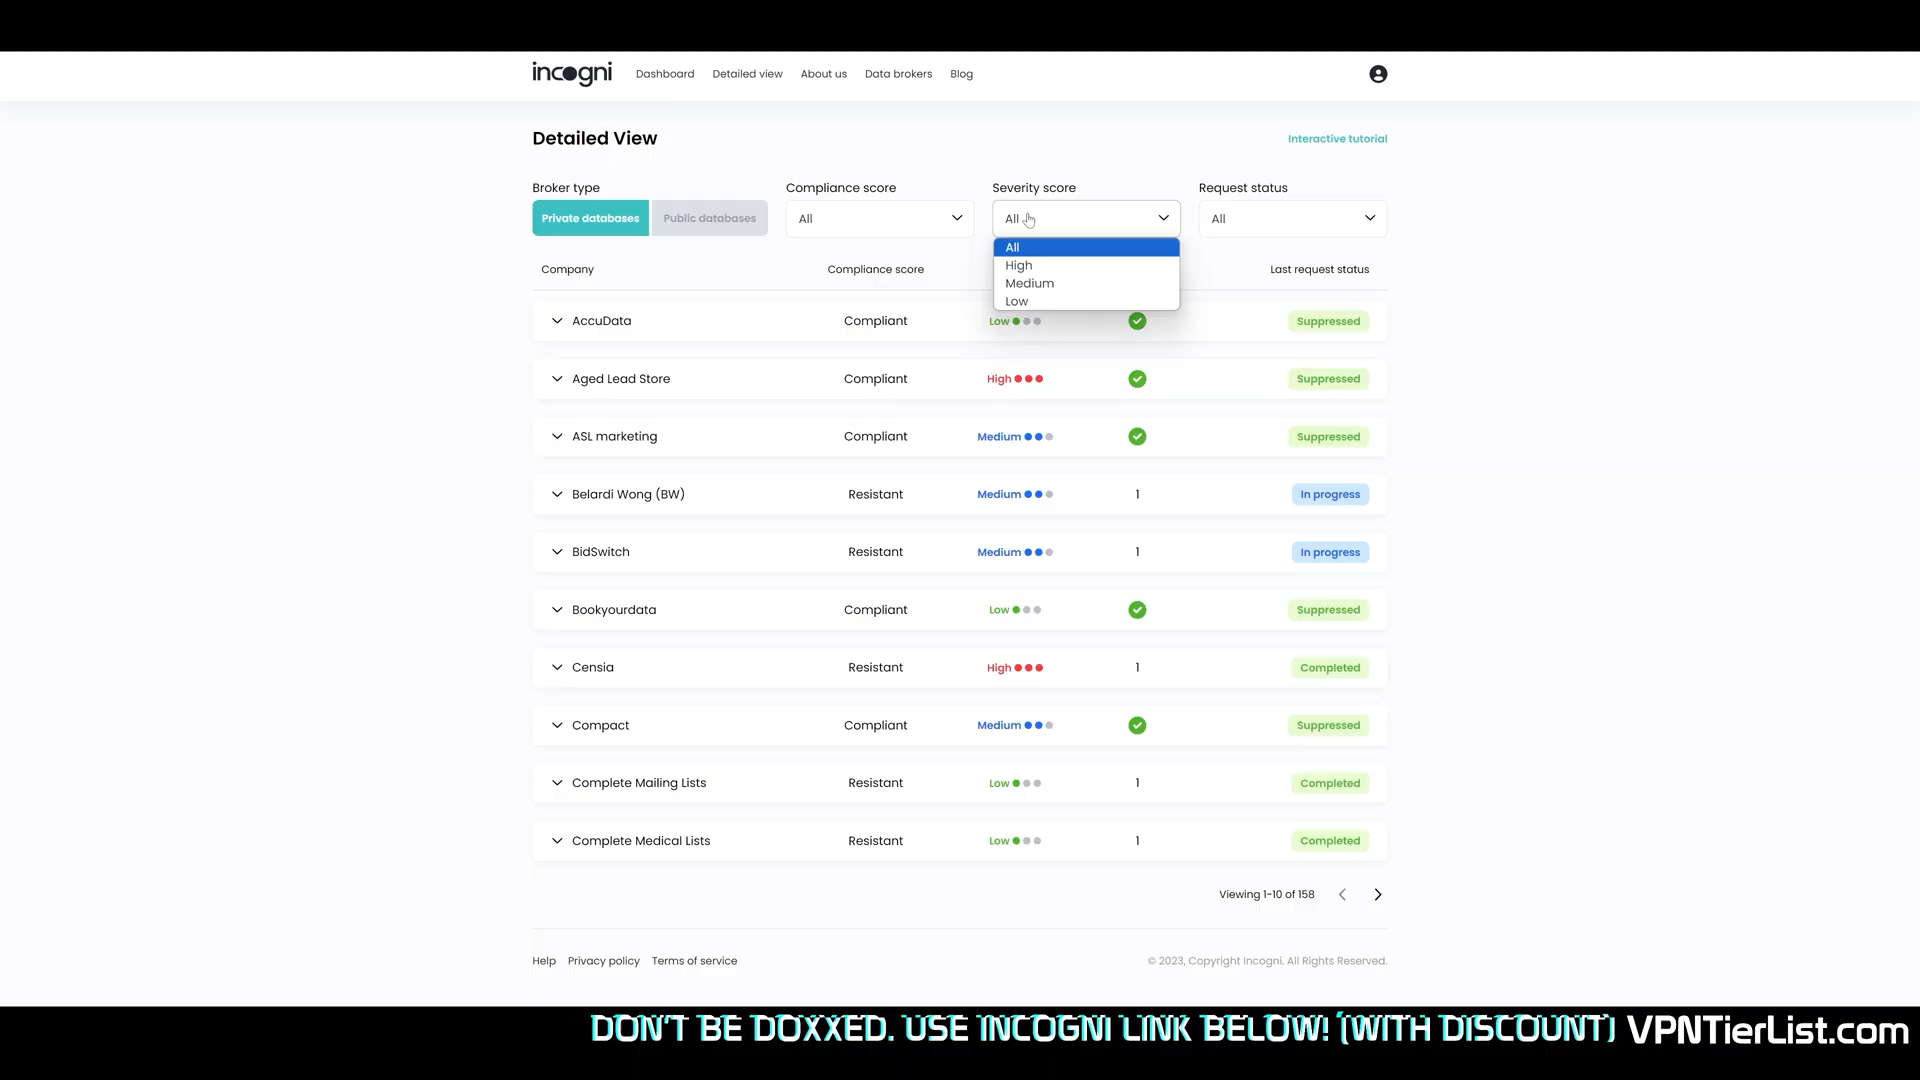 incogni Dashboard Detailed view About us Data brokers Blog
Detailed View Interactive tutorial
Broker type Compliance score Severity score Request status
Private databases Public databases All All All
All
High
Medium
Low
Company Compliance score Last request status
AccuData Compliant Low Suppressed
Aged Lead Store Compliant High Suppressed
ASL marketing Compliant Medium Suppressed
Belardi Wong (BW) Resistant Medium 1 In progress
BidSwitch Resistant Medium 1 In progress
Bookyourdata Compliant Low Suppressed
Censia Resistant High 1 Completed
Compact Compliant Medium Suppressed
Complete Mailing Lists Resistant Low 1 Completed
Complete Medical Lists Resistant Low 1 Completed
Viewing 1-10 of 158
Help Privacy policy Terms of service © 2023, Copyright Incogni. All Rights Reserved.
DON'T BE DOXXED. USE INCOGNI LINK BELOW! (WITH DISCOUNT) VPNTierList.com